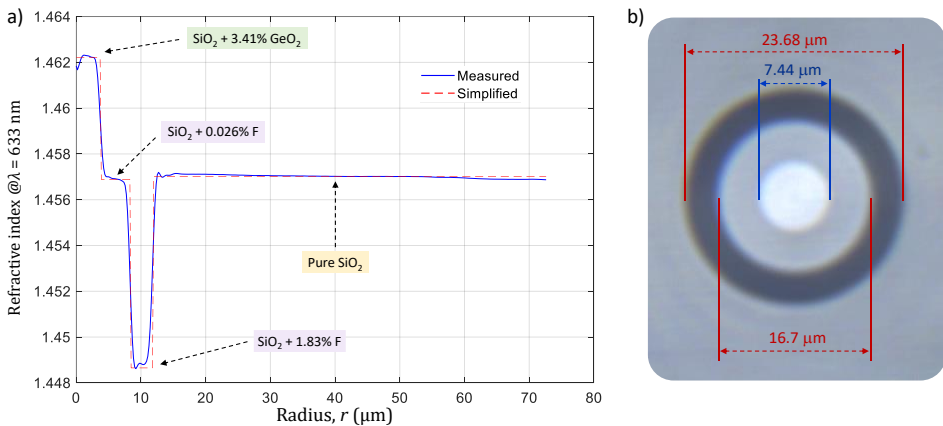 a)
1.464
1.462
1.46
1.458
1.456
1.454
1.452
1.45
1.448
Refractive index @λ = 633 nm
0
10
20
30
40
50
60
70
80
Radius, r (μm)
SiO₂ + 3.41% GeO₂
SiO₂ + 0.026% F
Measured
Simplified
Pure SiO₂
SiO₂ + 1.83% F
b)
23.68 μm
7.44 μm
16.7 μm